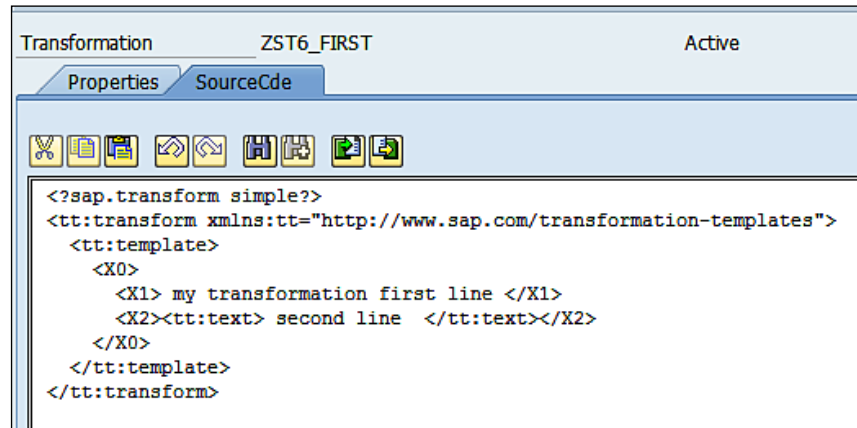 Transformation ZST6_FIRST Active
Properties SourceCde
<?sap.transform simple?>
<tt:transform xmlns:tt="http://www.sap.com/transformation-templates">
  <tt:template>
    <X0>
      <X1> my transformation first line </X1>
      <X2><tt:text> second line  </tt:text></X2>
    </X0>
  </tt:template>
</tt:transform>